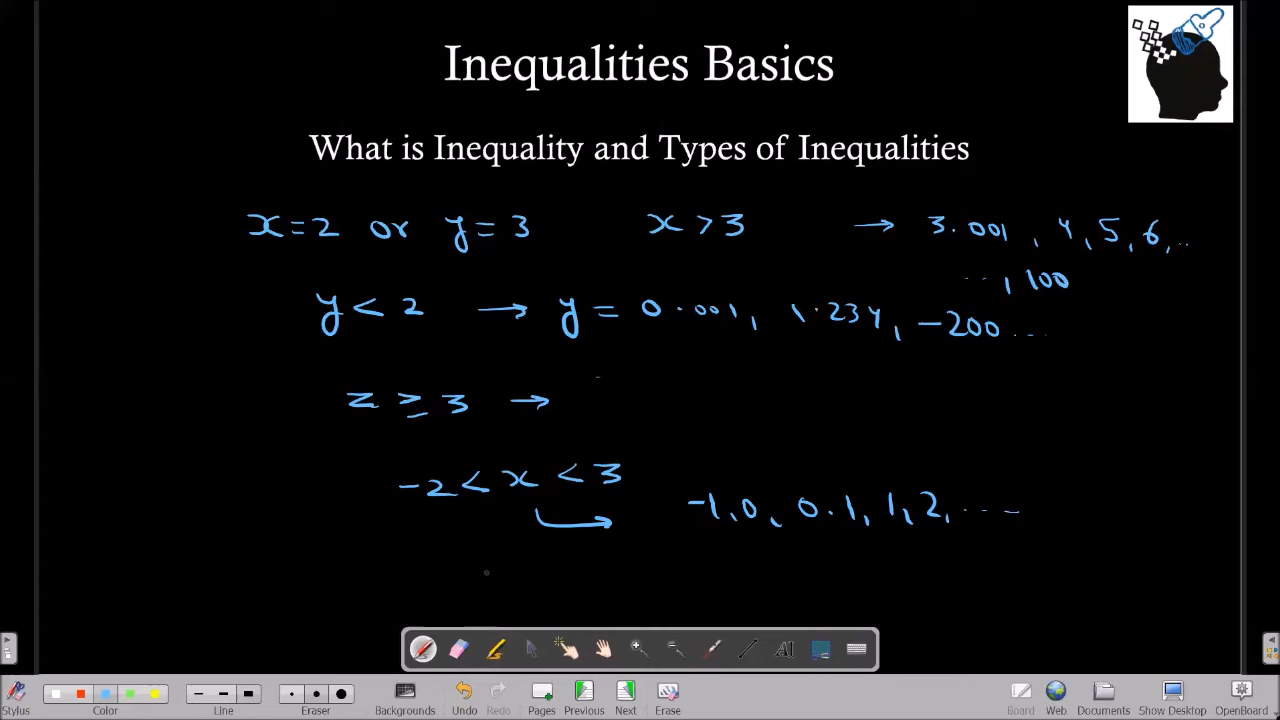 Inequalities Basics
What is Inequality and Types of Inequalities
x = 2 or y = 3 x > 3 → 3.001, 4, 5, 6, ..
.., 100
y < 2 → y = 0.001, 1.234, -200 ...
z ≥ 3 →
-2 < x < 3
-1, 0, 0.1, 1, 2, ....
AI
Stylus Color Line Eraser Backgrounds Undo Redo Pages Previous Next Erase Board Web Documents Show Desktop OpenBoard